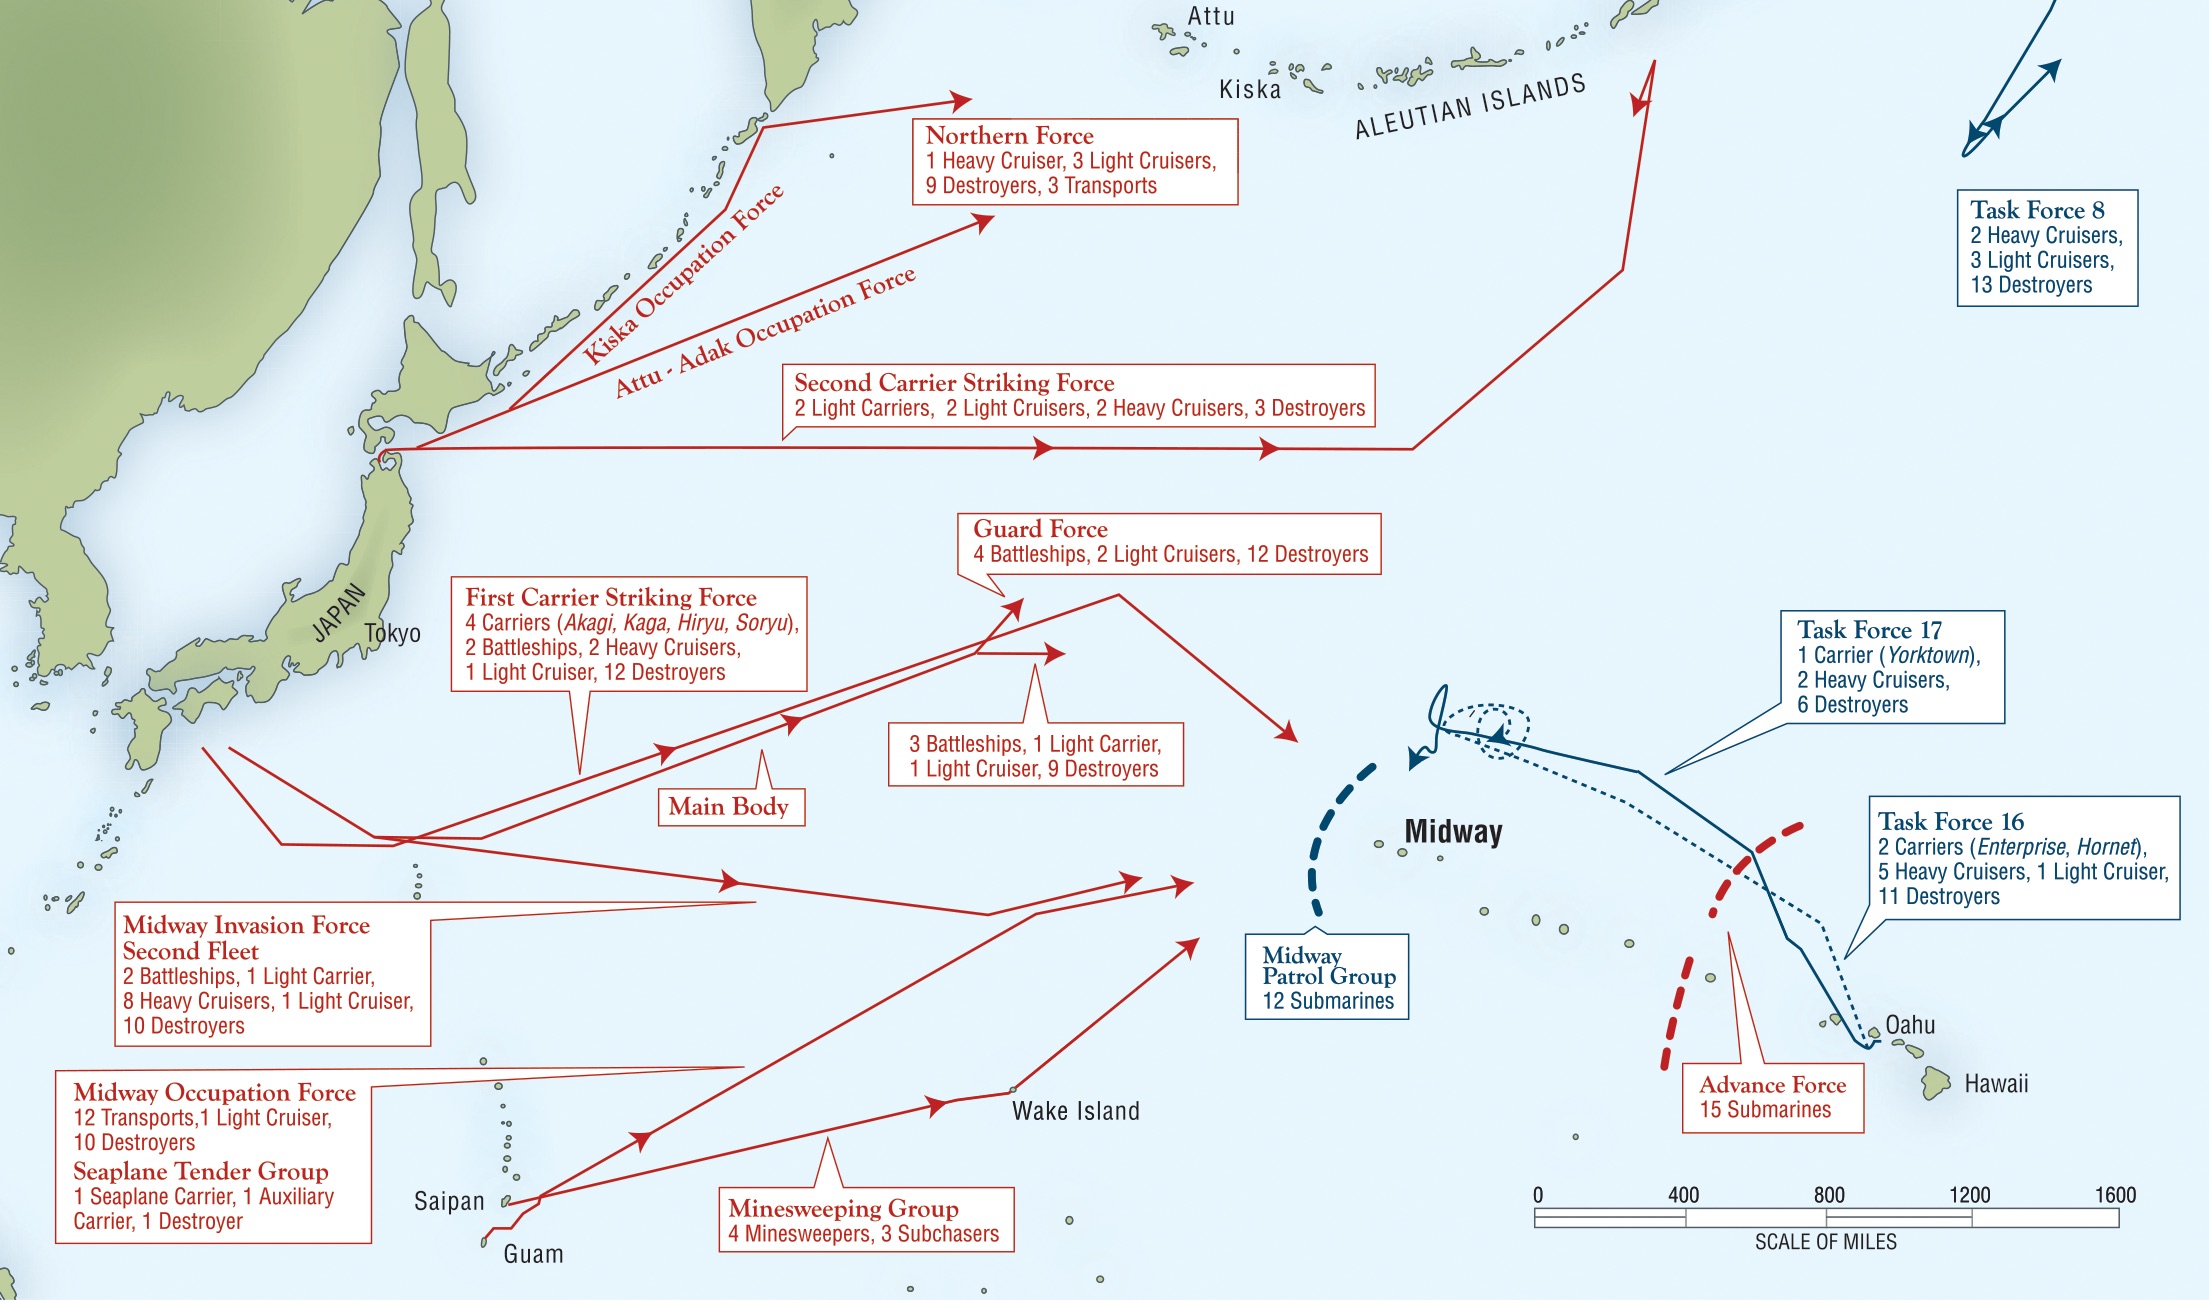 Attu
Kiska
ALEUTIAN ISLANDS
Northern Force
1 Heavy Cruiser, 3 Light Cruisers,
9 Destroyers, 3 Transports
Kiska Occupation Force
Attu - Adak Occupation Force
Task Force 8
2 Heavy Cruisers,
3 Light Cruisers,
13 Destroyers
Second Carrier Striking Force
2 Light Carriers, 2 Light Cruisers, 2 Heavy Cruisers, 3 Destroyers
Guard Force
4 Battleships, 2 Light Cruisers, 12 Destroyers
JAPAN
Tokyo
First Carrier Striking Force
4 Carriers (Akagi, Kaga, Hiryu, Soryu),
2 Battleships, 2 Heavy Cruisers,
1 Light Cruiser, 12 Destroyers
Task Force 17
1 Carrier (Yorktown),
2 Heavy Cruisers,
6 Destroyers
3 Battleships, 1 Light Carrier,
1 Light Cruiser, 9 Destroyers
Main Body
Midway
Task Force 16
2 Carriers (Enterprise, Hornet),
5 Heavy Cruisers, 1 Light Cruiser,
11 Destroyers
Midway Invasion Force
Second Fleet
2 Battleships, 1 Light Carrier,
8 Heavy Cruisers, 1 Light Cruiser,
10 Destroyers
Midway
Patrol Group
12 Submarines
Oahu
Hawaii
Advance Force
15 Submarines
Midway Occupation Force
12 Transports,1 Light Cruiser,
10 Destroyers
Seaplane Tender Group
1 Seaplane Carrier, 1 Auxiliary
Carrier, 1 Destroyer
Wake Island
Saipan
Guam
Minesweeping Group
4 Minesweepers, 3 Subchasers
0 400 800 1200 1600
SCALE OF MILES